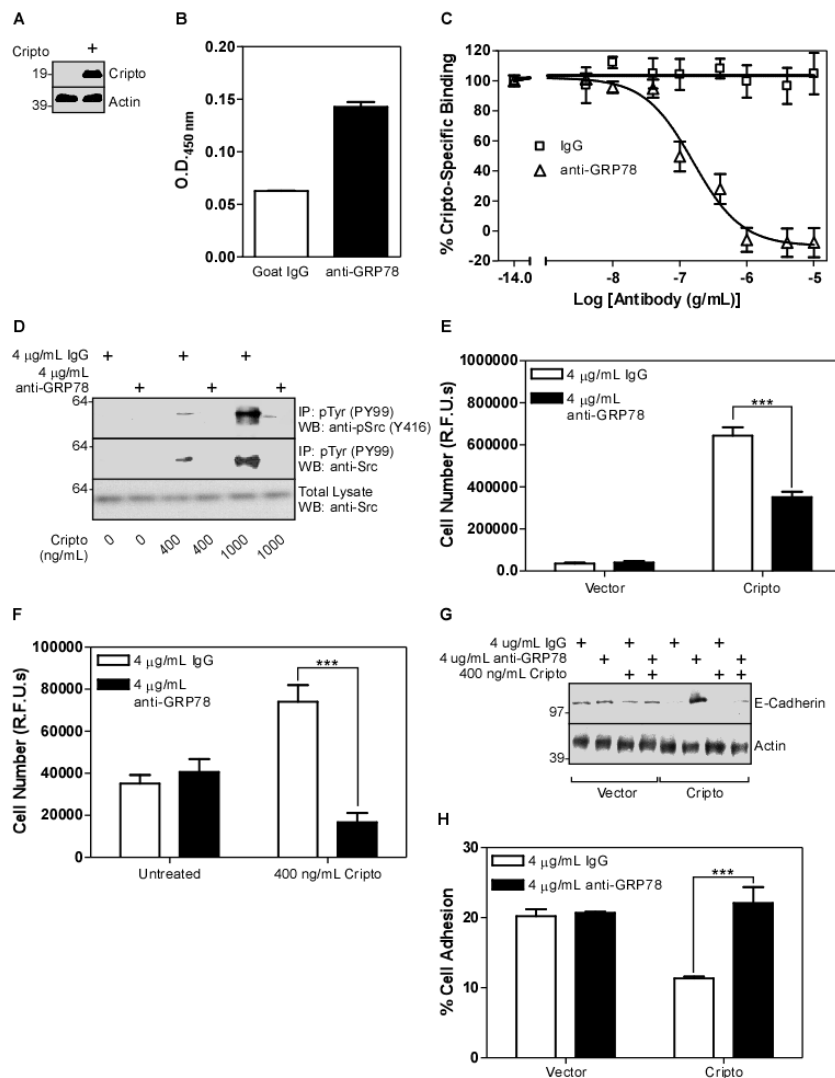 A
Cripto
+
19
Cripto
39
Actin
B
O.D.450 nm
0.20
0.15
0.10
0.05
0.00
Goat IgG
anti-GRP78
C
% Cripto-Specific Binding
120
100
80
60
40
20
0
-20
IgG
anti-GRP78
-14.0
-8
-7
-6
-5
Log [Antibody (g/mL)]
D
4 μg/mL IgG + + +
4 μg/mL
anti-GRP78 + + +
64
IP: pTyr (PY99)
WB: anti-pSrc (Y416)
64
IP: pTyr (PY99)
WB: anti-Src
64
Total Lysate
WB: anti-Src
Cripto
(ng/mL)
0 0 400 400 1000 1000
E
Cell Number (R.F.U.s)
1000000
800000
600000
400000
200000
0.0
4 μg/mL IgG
4 μg/mL
anti-GRP78
***
Vector
Cripto
F
Cell Number (R.F.U.s)
100000
80000
60000
40000
20000
0
4 μg/mL IgG
4 μg/mL
anti-GRP78
***
Untreated
400 ng/mL Cripto
G
4 ug/mL IgG + + + +
4 ug/mL anti-GRP78 + + + +
400 ng/mL Cripto + + + +
97
E-Cadherin
39
Actin
Vector
Cripto
H
% Cell Adhesion
30
20
10
0
4 μg/mL IgG
4 μg/mL anti-GRP78
***
Vector
Cripto